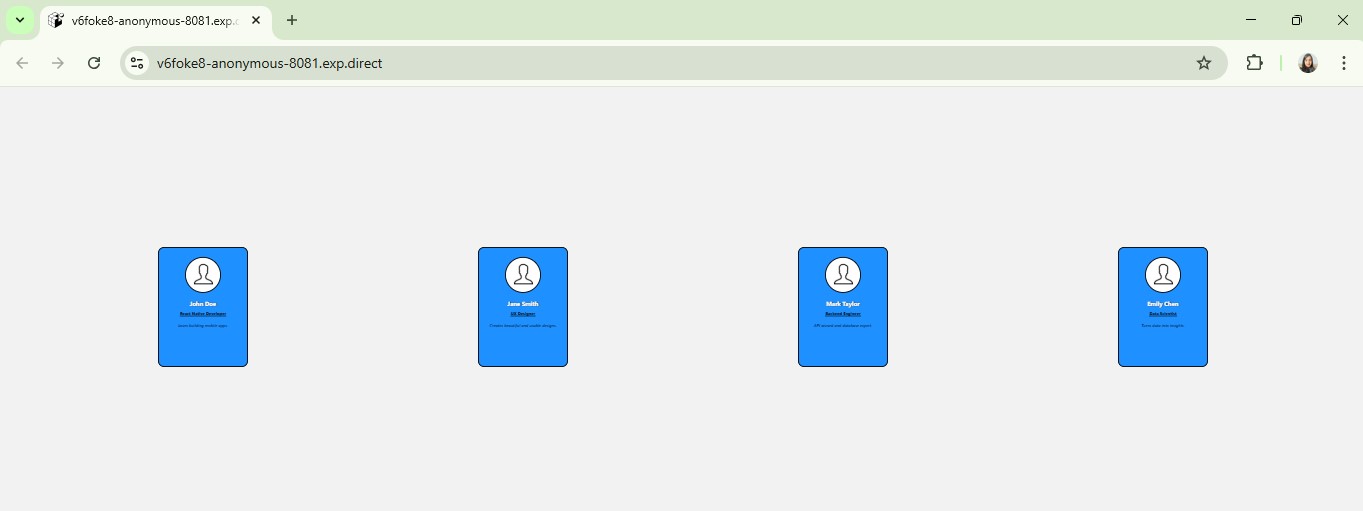 v6foke8-anonymous-8081.exp.
v6foke8-anonymous-8081.exp.direct
John Doe
React Native Developer
Loves building mobile apps.
Jane Smith
UX Designer
Creates beautiful and usable designs.
Mark Taylor
Backend Engineer
API wizard and database expert.
Emily Chen
Data Scientist
Turns data into insights.